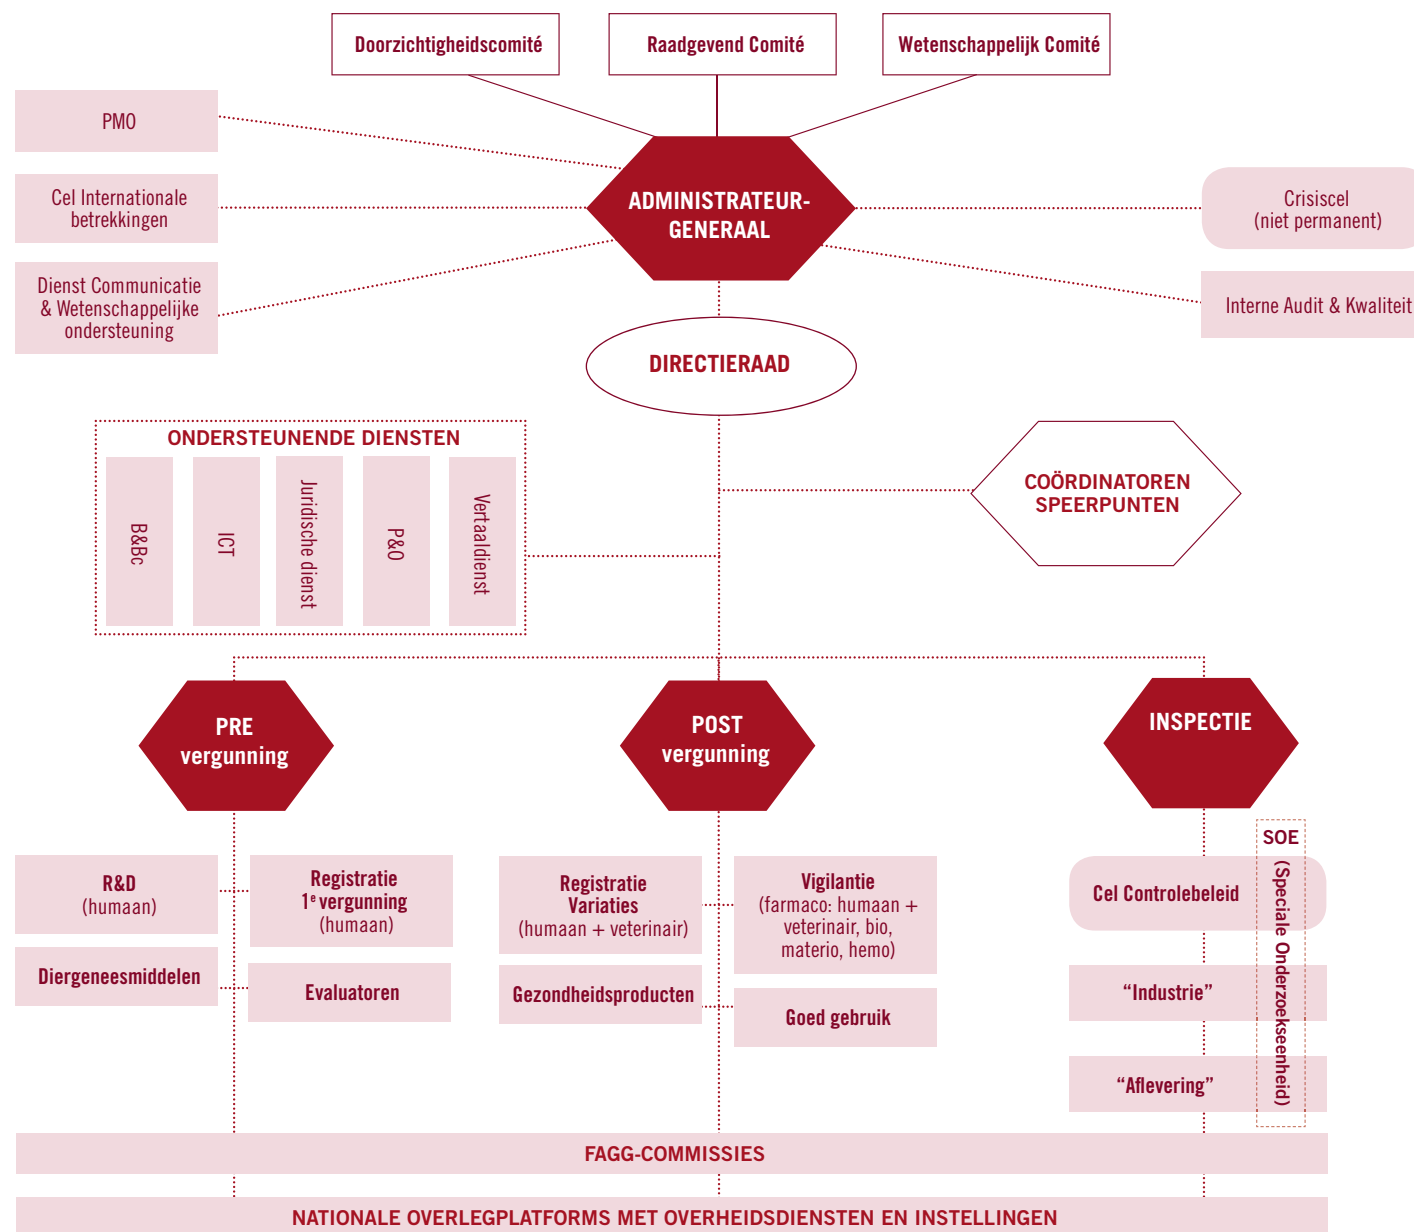 Doorzichtigheidscomité
Raadgevend Comité
Wetenschappelijk Comité
PMO
Cel Internationale
betrekkingen
Dienst Communicatie
& Wetenschappelijke
ondersteuning
ADMINISTRATEUR-
GENERAAL
Crisiscel
(niet permanent)
Interne Audit & Kwaliteit
DIRECTIERAAD
ONDERSTEUNENDE DIENSTEN
B&Bc
ICT
Juridische dienst
P&O
Vertaaldienst
COÖRDINATOREN
SPEERPUNTEN
PRE
vergunning
POST
vergunning
INSPECTIE
R&D
(humaan)
Registratie
1e vergunning
(humaan)
Diergeneesmiddelen
Evaluatoren
Registratie
Variaties
(humaan + veterinair)
Vigilantie
(farmaco: humaan +
veterinair, bio,
materio, hemo)
Gezondheidsproducten
Goed gebruik
SOE
(Speciale Onderzoekseenheid)
Cel Controlebeleid
“Industrie”
“Aflevering”
FAGG-COMMISSIES
NATIONALE OVERLEGPLATFORMS MET OVERHEIDSDIENSTEN EN INSTELLINGEN